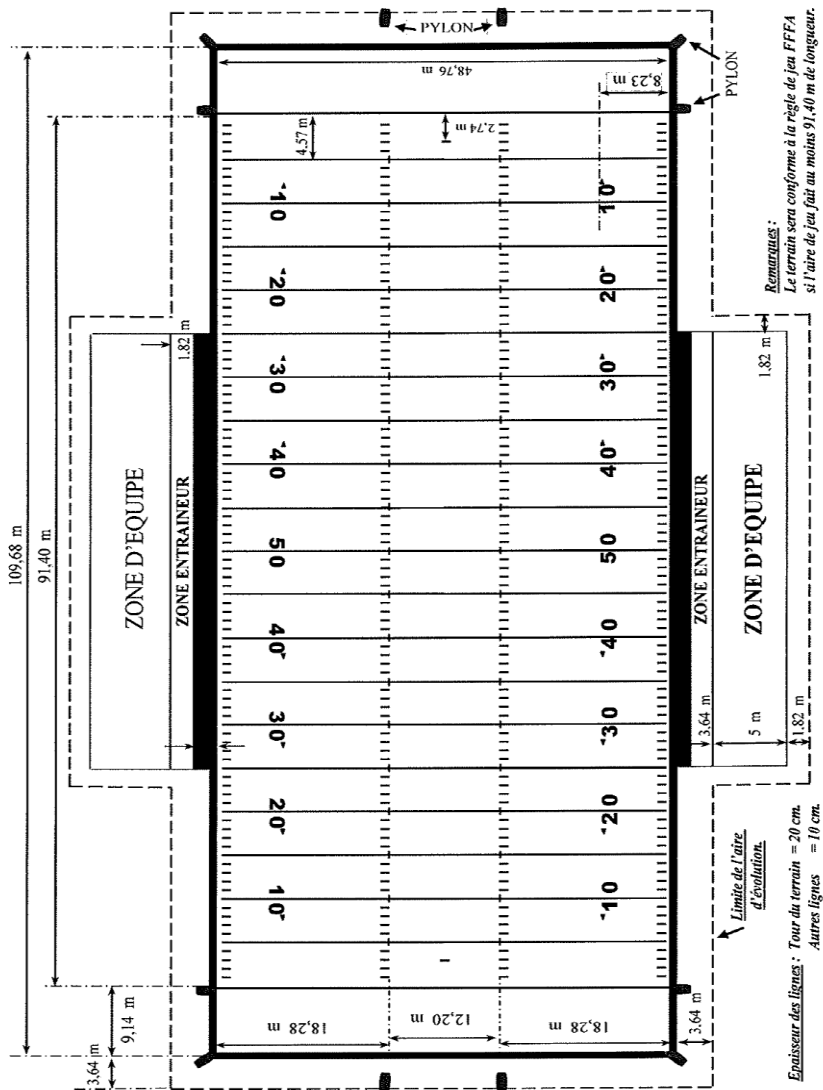 109,68 m
91,40 m
9,14 m
3,64 m
ZONE D'EQUIPE
ZONE ENTRAINEUR
1.82 m
PYLON
48,76 m
8,23 m
PYLON
4.57 m
2,74 m
10 20 30 40 50 40 30 20 10
10 20 30 40 50 40 30 20 10
18,28 m
12,20 m
18,28 m
3.64 m
ZONE ENTRAINEUR
ZONE D'EQUIPE
1.82 m
3,64 m
5 m
1.82 m
Limite de l'aire
d'évolution.
Remarques :
Le terrain sera conforme à la règle de jeu FFFA
si l'aire de jeu fait au moins 91,40 m de longueur.
Epaisseur des lignes : Tour du terrain = 20 cm.
Autres lignes = 10 cm.